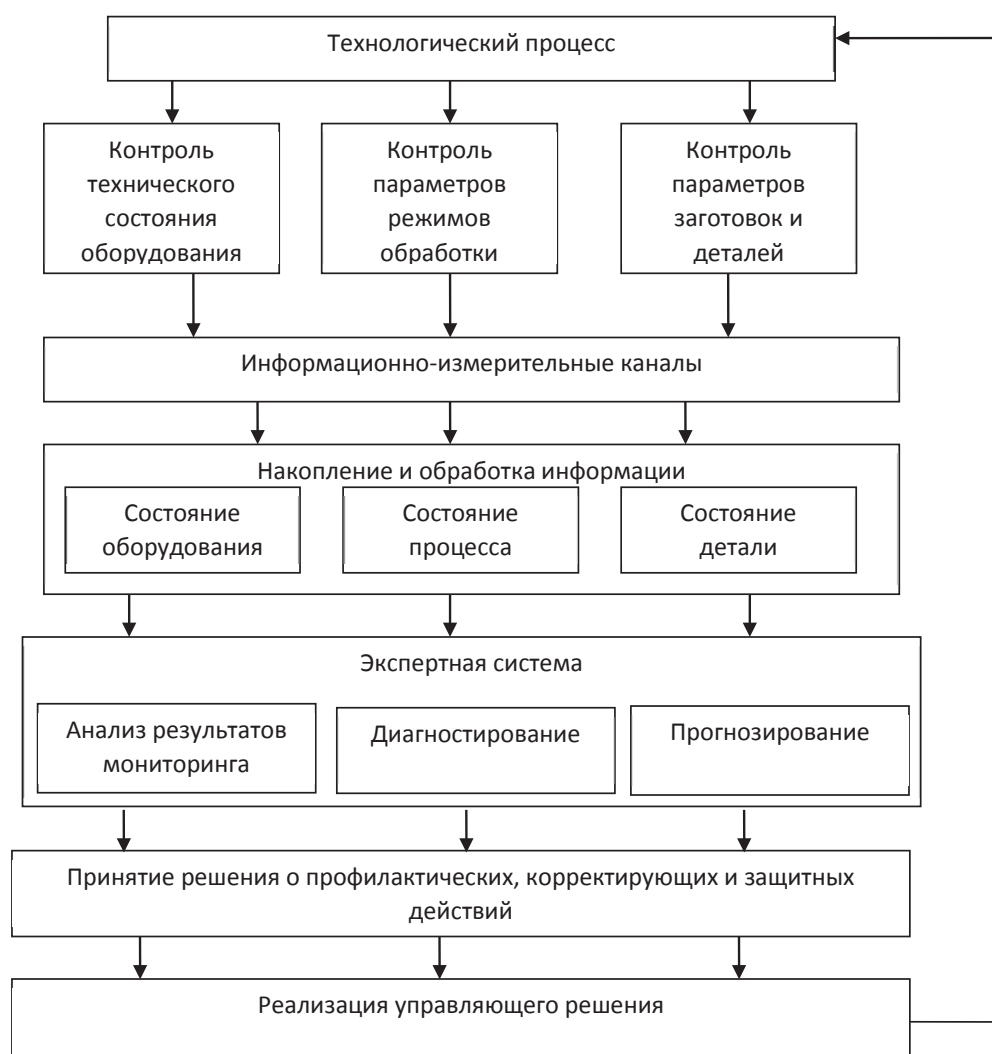 Технологический процесс
Контроль
технического
состояния
оборудования
Контроль
параметров
режимов
обработки
Контроль
параметров
заготовок и
деталей
Информационно-измерительные каналы
Накопление и обработка информации
Состояние
оборудования
Состояние
процесса
Состояние
детали
Экспертная система
Анализ результатов
мониторинга
Диагностирование
Прогнозирование
Принятие решения о профилактических, корректирующих и защитных
действий
Реализация управляющего решения